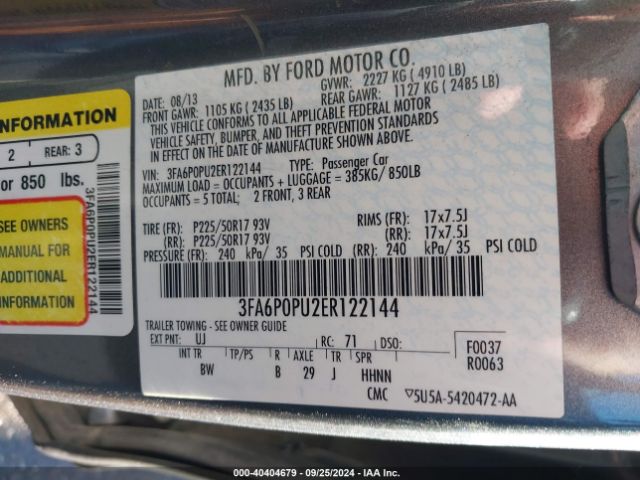 MFD. BY FORD MOTOR CO.
DATE: 08/13
GVWR: 2227 KG ( 4910 LB)
FRONT GAWR: 1105 KG ( 2435 LB)
REAR GAWR: 1127 KG ( 2485 LB)
THIS VEHICLE CONFORMS TO ALL APPLICABLE FEDERAL MOTOR
VEHICLE SAFETY, BUMPER, AND THEFT PREVENTION STANDARDS
IN EFFECT ON THE DATE OF MANUFACTURE SHOWN ABOVE.
VIN: 3FA6P0PU2ER122144 TYPE: Passenger Car
MAXIMUM LOAD = OCCUPANTS + LUGGAGE = 385KG/ 850LB
OCCUPANTS = 5 TOTAL; 2 FRONT, 3 REAR
TIRE (FR): P225/50R17 93V RIMS (FR): 17x7.5J
(RR): P225/50R17 93V (RR): 17x7.5J
PRESSURE (FR): 240 kPa/ 35 PSI COLD (RR): 240 kPa/ 35 PSI COLD
3FA6P0PU2ER122144
TRAILER TOWING - SEE OWNER GUIDE
EXT PNT: UJ RC: 71 DSO: F0037
R0063
INT TR TP/PS R AXLE TR SPR
BW B 29 J HHNN
CMC 5U5A-5420472-AA
INFORMATION
2 REAR: 3
or 850 lbs.
3FA6P0PU2ER122144
SEE OWNERS
MANUAL FOR
ADDITIONAL
INFORMATION
000-40404679 - 09/25/2024 - IAA Inc.